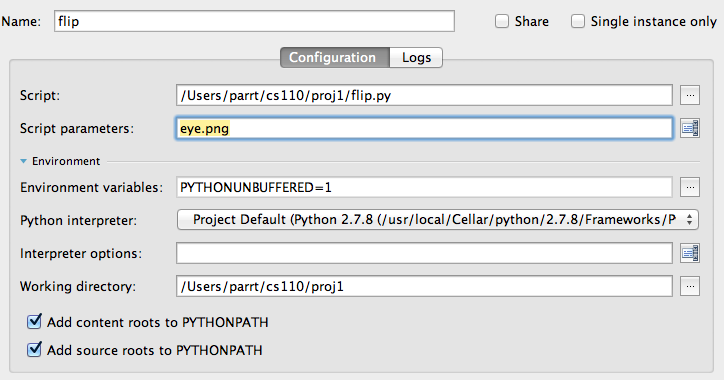 Name: flip Share Single instance only
Configuration Logs
Script: /Users/parrt/cs110/proj1/flip.py ...
Script parameters: eye.png
Environment
Environment variables: PYTHONUNBUFFERED=1 ...
Python interpreter: Project Default (Python 2.7.8 (/usr/local/Cellar/python/2.7.8/Frameworks/P
Interpreter options:
Working directory: /Users/parrt/cs110/proj1 ...
Add content roots to PYTHONPATH
Add source roots to PYTHONPATH